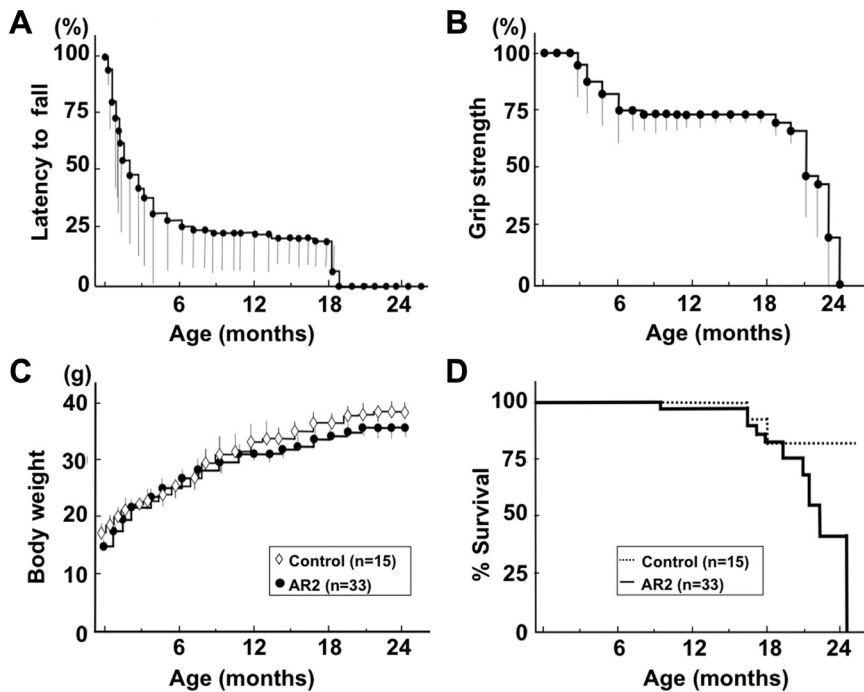 A
(%)
Latency to fall
100
75
50
25
0
6
12
18
24
Age (months)
B
(%)
Grip strength
100
75
50
25
0
6
12
18
24
Age (months)
C
(g)
Body weight
40
30
20
10
0
6
12
18
24
Age (months)
Control (n=15)
AR2 (n=33)
D
% Survival
100
75
50
25
0
6
12
18
24
Age (months)
Control (n=15)
AR2 (n=33)